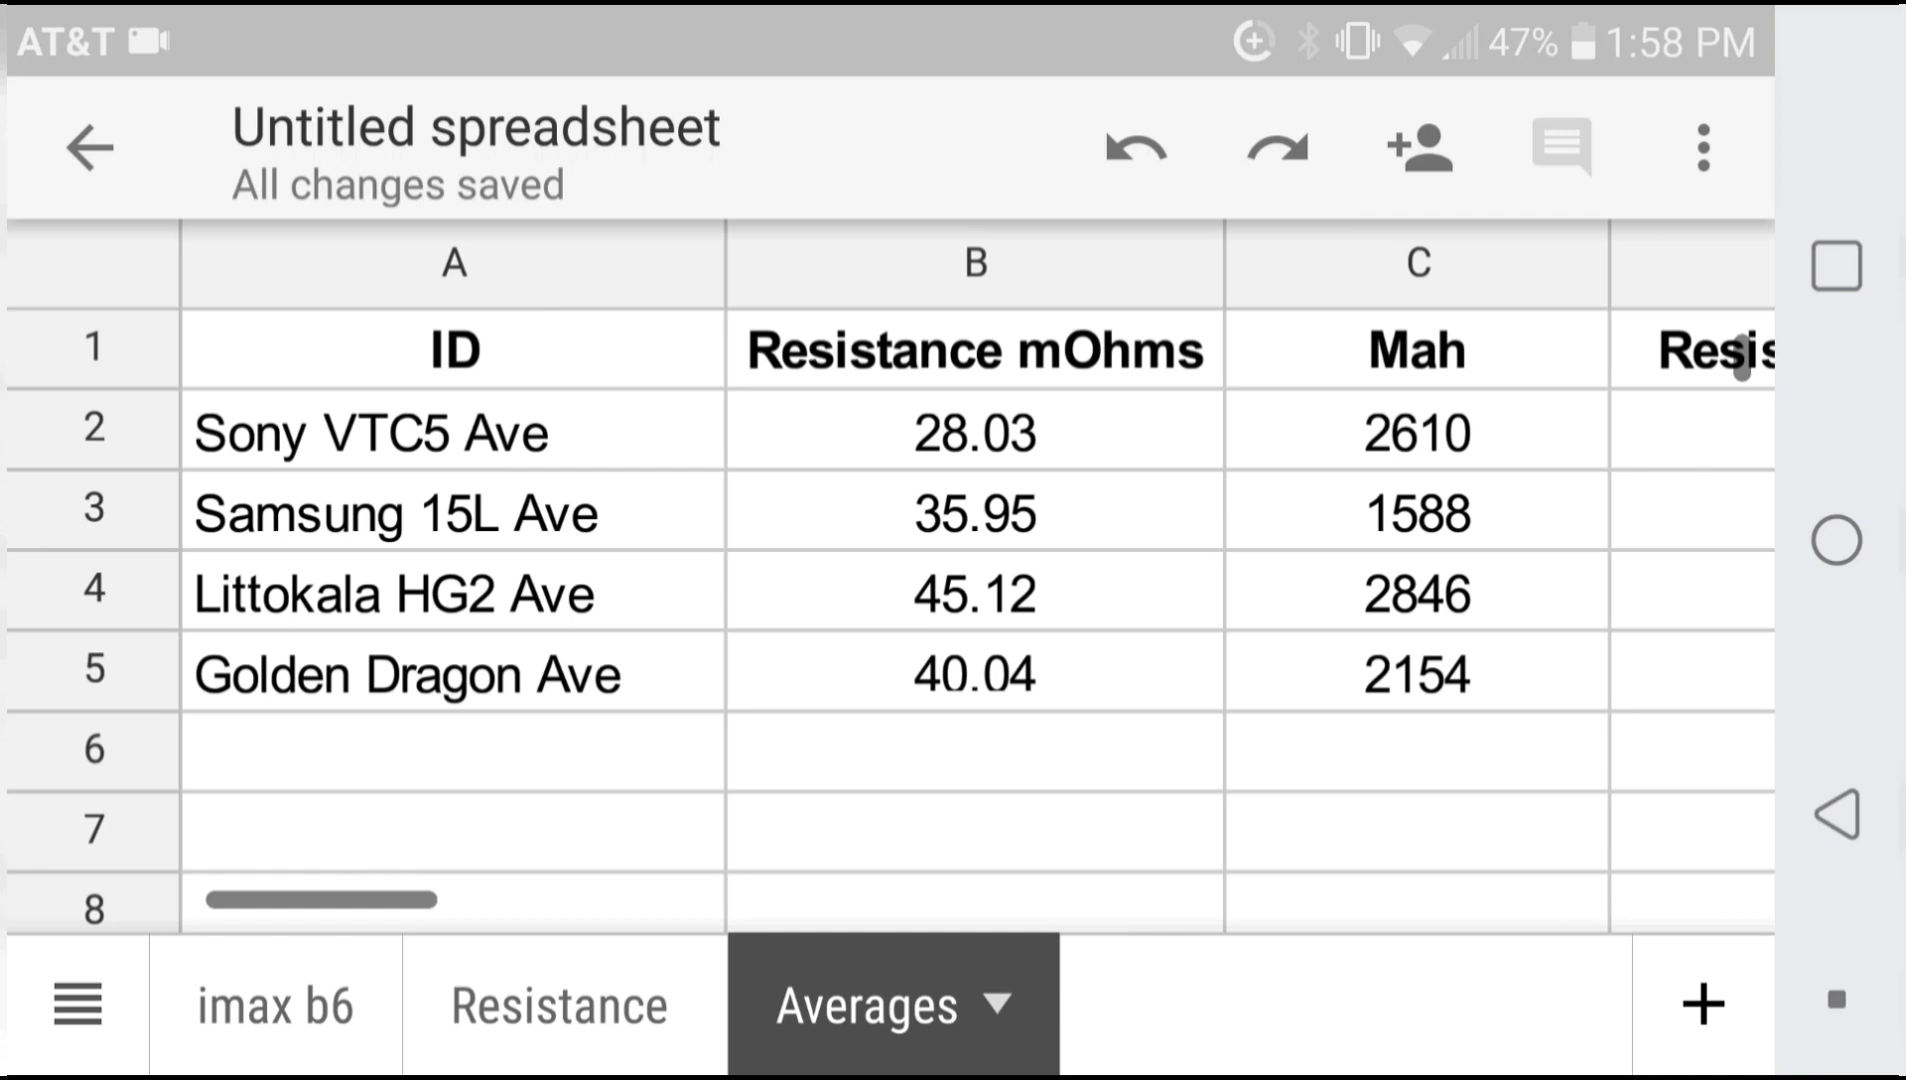 AT&T 47% 1:58 PM
Untitled spreadsheet
All changes saved
A B C
1 ID Resistance mOhms Mah Resis
2 Sony VTC5 Ave 28.03 2610
3 Samsung 15L Ave 35.95 1588
4 Littokala HG2 Ave 45.12 2846
5 Golden Dragon Ave 40.04 2154
6
7
8
imax b6 Resistance Averages